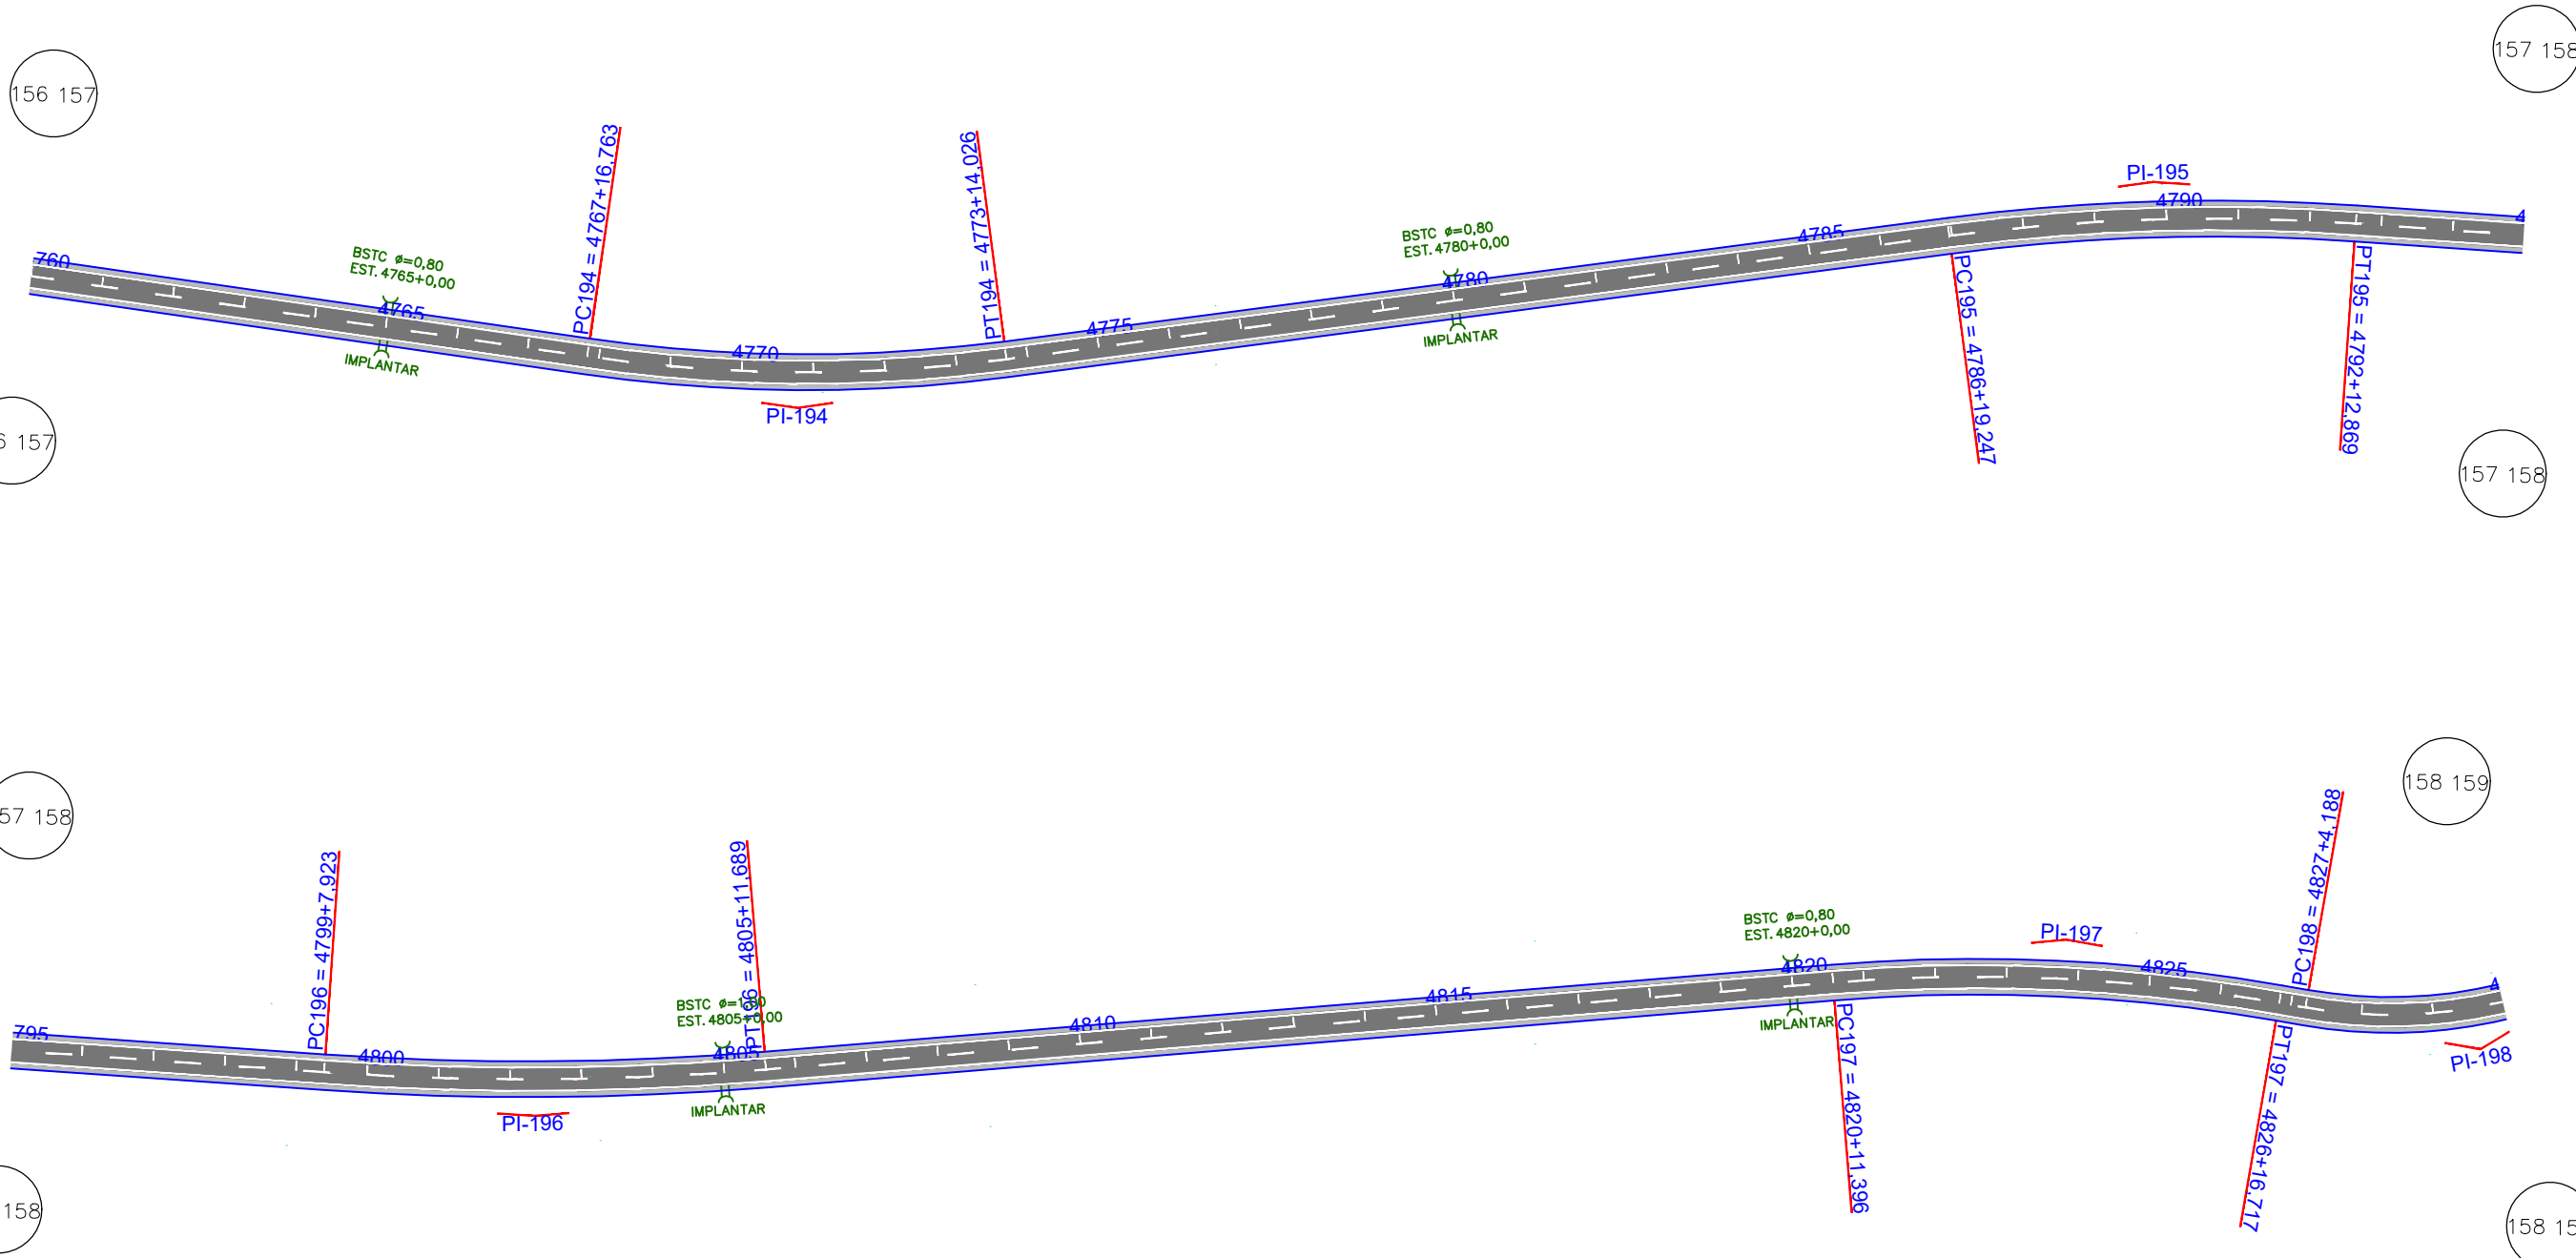 156 157
157 158
PC194 = 4767+16,763
PT194 = 4773+14,026
PI-195
4790
4
BSTC ø=0,80
EST. 4780+0,00
4785
BSTC ø=0,80
EST. 4765+0,00
760
4765
4780
4775
4770
IMPLANTAR
IMPLANTAR
PI-194
PC195 = 4786+19,247
PT195 = 4792+12,869
6 157
157 158
57 158
158 159
PC196 = 4799+7,923
PT196 = 4805+11,689
PC198 = 4827+4,188
BSTC ø=0,80
EST. 4820+0,00
PI-197
4820
4825
4
BSTC
EST. 4805+0,00
4815
4810
795
4800
4805
IMPLANTAR
IMPLANTAR
PI-196
PC197 = 4820+11,396
PT197 = 4826+16,717
PI-198
158
158 15